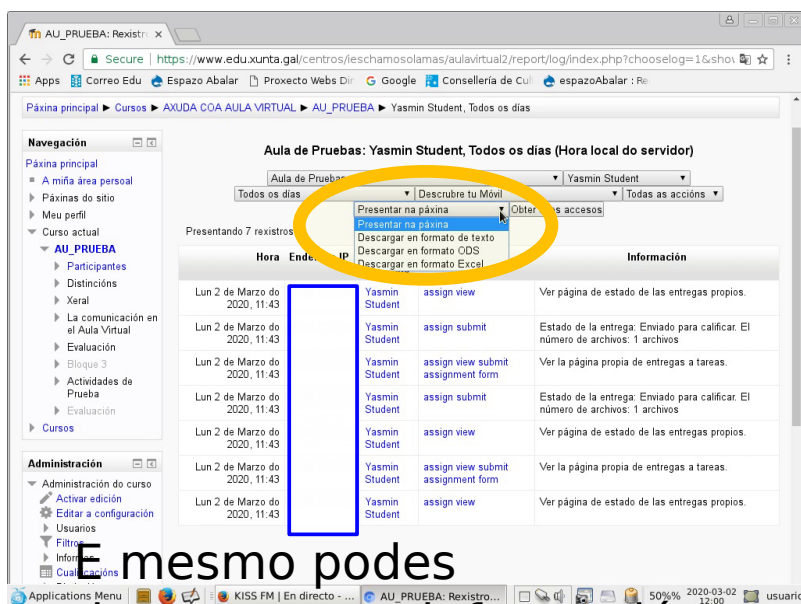 AU_PRUEBA: Rexistr
Secure | https://www.edu.xunta.gal/centros/ieschamosolamas/aulavirtual2/report/log/index.php?chooselog=1&shov
Apps Correo Edu Espazo Abalar Proxecto Webs Dir Google Consellería de Cul espazoAbalar : Re
Páxina principal ► Cursos ► AXUDA COA AULA VIRTUAL ► AU_PRUEBA ► Yasmin Student, Todos os días
Navegación
Páxina principal
A miña área persoal
Páxinas do sitio
Meu perfil
Curso actual
AU_PRUEBA
Participantes
Distincións
Xeral
La comunicación en
el Aula Virtual
Evaluación
Bloque 3
Actividades de
Prueba
Evaluación
Cursos
Administración
Administración do curso
Activar edición
Editar a configuración
Usuarios
Filtros
Informes
Cualificacións
Aula de Pruebas: Yasmin Student, Todos os días (Hora local do servidor)
Aula de Pruebas Yasmin Student
Todos os días Descrubre tu Móvil Todas as accións
Presentar na páxina accesos
Presentar na páxina
Descargar en formato de texto
Descargar en formato ODS
Descargar en formato Excel
Presentando 7 rexistros
Hora IP Información
Lun 2 de Marzo do
2020, 11:43 Yasmin
Student assign view Ver página de estado de las entregas propios.
Lun 2 de Marzo do
2020, 11:43 Yasmin
Student assign submit Estado de la entrega: Enviado para calificar. El
número de archivos: 1 archivos
Lun 2 de Marzo do
2020, 11:43 Yasmin
Student assign view submit
assignment form Ver la página propia de entregas a tareas.
Lun 2 de Marzo do
2020, 11:43 Yasmin
Student assign submit Estado de la entrega: Enviado para calificar. El
número de archivos: 1 archivos
Lun 2 de Marzo do
2020, 11:43 Yasmin
Student assign view Ver página de estado de las entregas propios.
Lun 2 de Marzo do
2020, 11:43 Yasmin
Student assign view submit
assignment form Ver la página propia de entregas a tareas.
Lun 2 de Marzo do
2020, 11:43 Yasmin
Student assign view Ver página de estado de las entregas propios.
E mesmo podes
Applications Menu KISS FM | En directo - ... AU_PRUEBA: Rexistro... 50% 2020-03-02
12:00 usuario